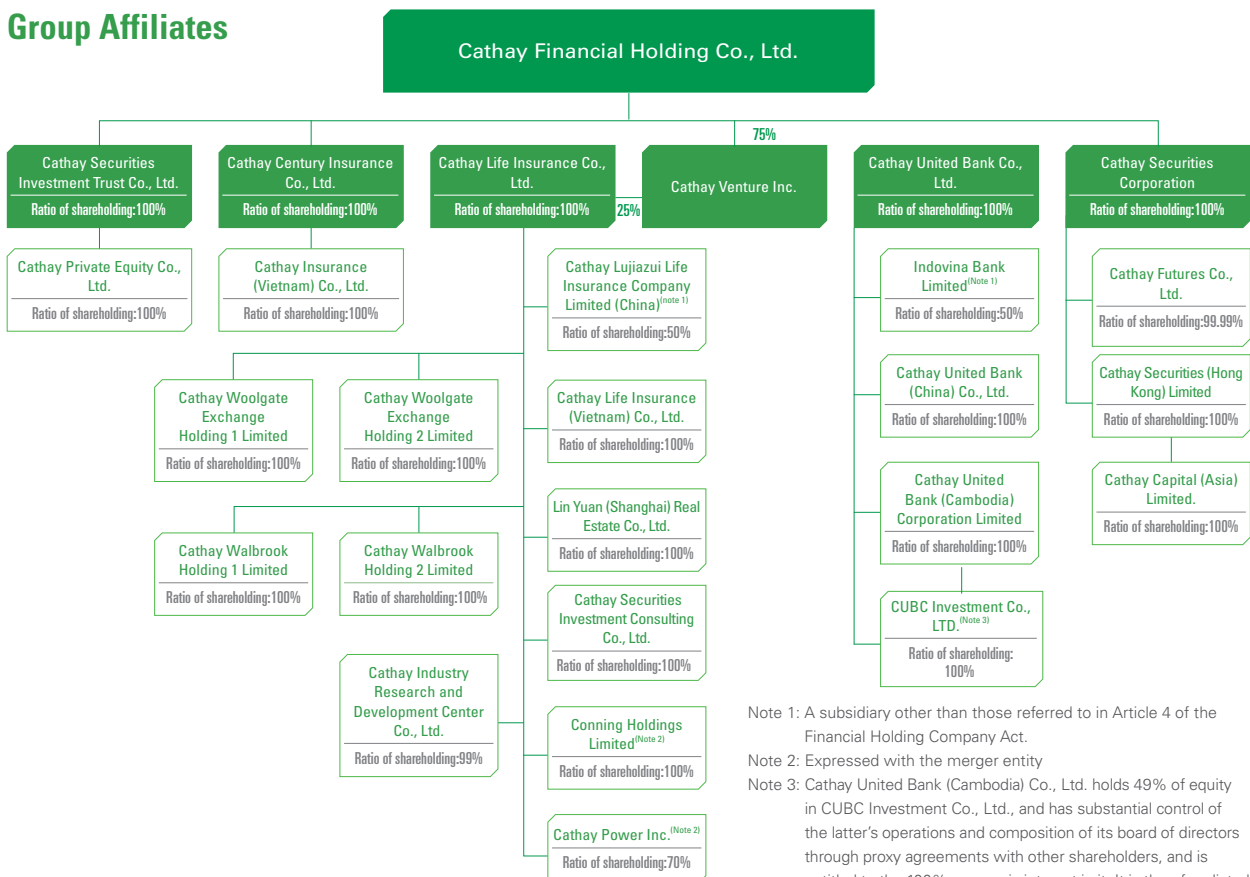 Group Affiliates
Cathay Financial Holding Co., Ltd.
75%
Cathay Securities
Investment Trust Co., Ltd.
Ratio of shareholding:100%
Cathay Century Insurance
Co., Ltd.
Ratio of shareholding:100%
Cathay Life Insurance Co.,
Ltd.
Ratio of shareholding:100%
25%
Cathay Venture Inc.
Cathay United Bank Co.,
Ltd.
Ratio of shareholding:100%
Cathay Securities
Corporation
Ratio of shareholding:100%
Cathay Private Equity Co.,
Ltd.
Ratio of shareholding:100%
Cathay Insurance
(Vietnam) Co., Ltd.
Ratio of shareholding:100%
Cathay Lujiazui Life
Insurance Company
Limited (China)(note 1)
Ratio of shareholding:50%
Indovina Bank
Limited(Note 1)
Ratio of shareholding:50%
Cathay Futures Co.,
Ltd.
Ratio of shareholding:99.99%
Cathay Woolgate
Exchange
Holding 1 Limited
Ratio of shareholding:100%
Cathay Woolgate
Exchange
Holding 2 Limited
Ratio of shareholding:100%
Cathay Life Insurance
(Vietnam) Co., Ltd.
Ratio of shareholding:100%
Cathay United Bank
(China) Co., Ltd.
Ratio of shareholding:100%
Cathay Securities (Hong
Kong) Limited
Ratio of shareholding:100%
Cathay Walbrook
Holding 1 Limited
Ratio of shareholding:100%
Cathay Walbrook
Holding 2 Limited
Ratio of shareholding:100%
Lin Yuan (Shanghai) Real
Estate Co., Ltd.
Ratio of shareholding:100%
Cathay United
Bank (Cambodia)
Corporation Limited
Ratio of shareholding:100%
Cathay Capital (Asia)
Limited.
Ratio of shareholding:100%
Cathay Securities
Investment Consulting
Co., Ltd.
Ratio of shareholding:100%
CUBC Investment Co.,
LTD.(Note 3)
Ratio of shareholding:
100%
Cathay Industry
Research and
Development Center
Co., Ltd.
Ratio of shareholding:99%
Conning Holdings
Limited(Note 2)
Ratio of shareholding:100%
Cathay Power Inc.(Note 2)
Ratio of shareholding:70%
Note 1: A subsidiary other than those referred to in Article 4 of the
Financial Holding Company Act.
Note 2: Expressed with the merger entity
Note 3: Cathay United Bank (Cambodia) Co., Ltd. holds 49% of equity
in CUBC Investment Co., Ltd., and has substantial control of
the latter's operations and composition of its board of directors
through proxy agreements with other shareholders, and is